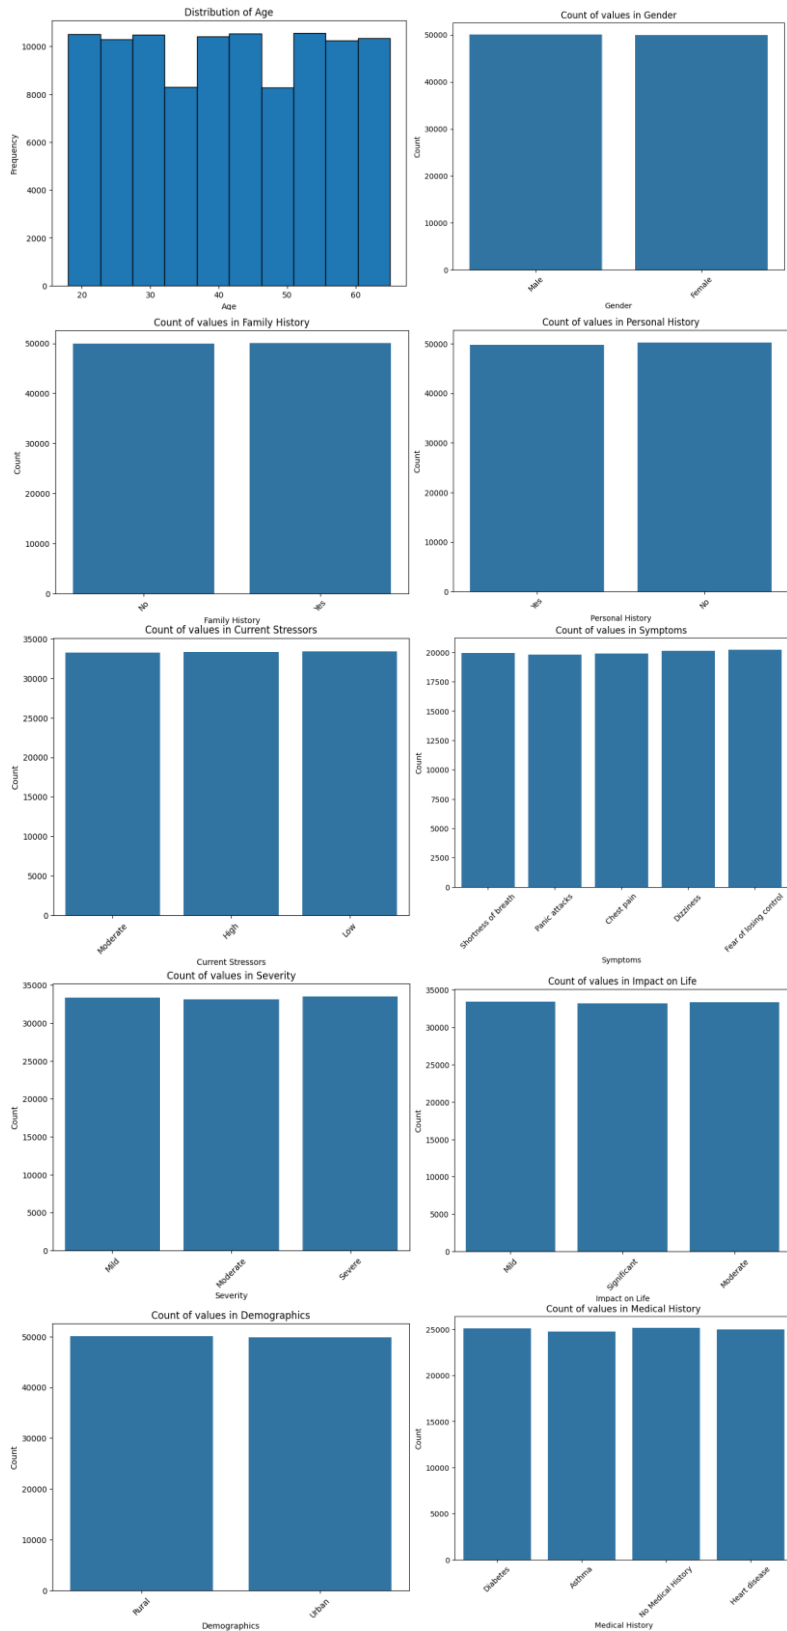 Distribution of Age
10000
8000
6000
4000
2000
0
Frequency
20 30 40 50 60
Age
Count of values in Gender
50000
40000
30000
20000
10000
0
Count
Male Female
Gender
Count of values in Family History
50000
40000
30000
20000
10000
0
Count
No Yes
Family History
Count of values in Personal History
50000
40000
30000
20000
10000
0
Count
Yes No
Personal History
Count of values in Current Stressors
35000
30000
25000
20000
15000
10000
5000
0
Count
Moderate High Low
Current Stressors
Count of values in Symptoms
20000
17500
15000
12500
10000
7500
5000
2500
0
Count
Shortness of breath Panic attacks Chest pain Dizziness Fear of losing control
Symptoms
Count of values in Severity
35000
30000
25000
20000
15000
10000
5000
0
Count
Mild Moderate Severe
Severity
Count of values in Impact on Life
35000
30000
25000
20000
15000
10000
5000
0
Count
Mild Significant Moderate
Impact on Life
Count of values in Demographics
50000
40000
30000
20000
10000
0
Count
Rural Urban
Demographics
Count of values in Medical History
25000
20000
15000
10000
5000
0
Count
Diabetes Asthma No Medical History Heart disease
Medical History